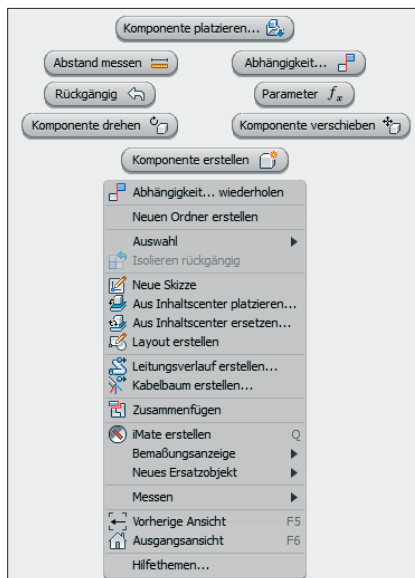 Komponente platzieren...
Abstand messen
Abhängigkeit...
Rückgängig
Parameter fx
Komponente drehen
Komponente verschieben
Komponente erstellen
Abhängigkeit... wiederholen
Neuen Ordner erstellen
Auswahl
Isolieren rückgängig
Neue Skizze
Aus Inhaltscenter platzieren...
Aus Inhaltscenter ersetzen...
Layout erstellen
Leitungsverlauf erstellen...
Kabelbaum erstellen...
Zusammenfügen
iMate erstellen Q
Bemaßungsanzeige
Neues Ersatzobjekt
Messen
Vorherige Ansicht F5
Ausgangsansicht F6
Hilfethemen...